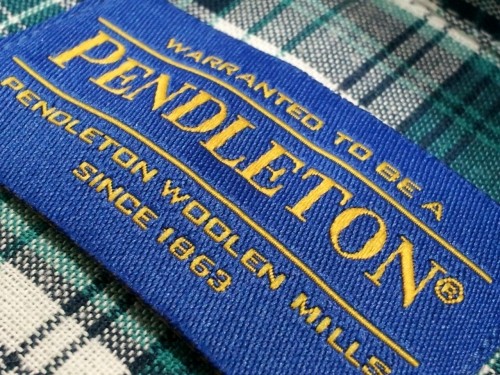 WARRANTED TO BE A
PENDLETON®
PENDLETON WOOLEN MILLS
SINCE 1863